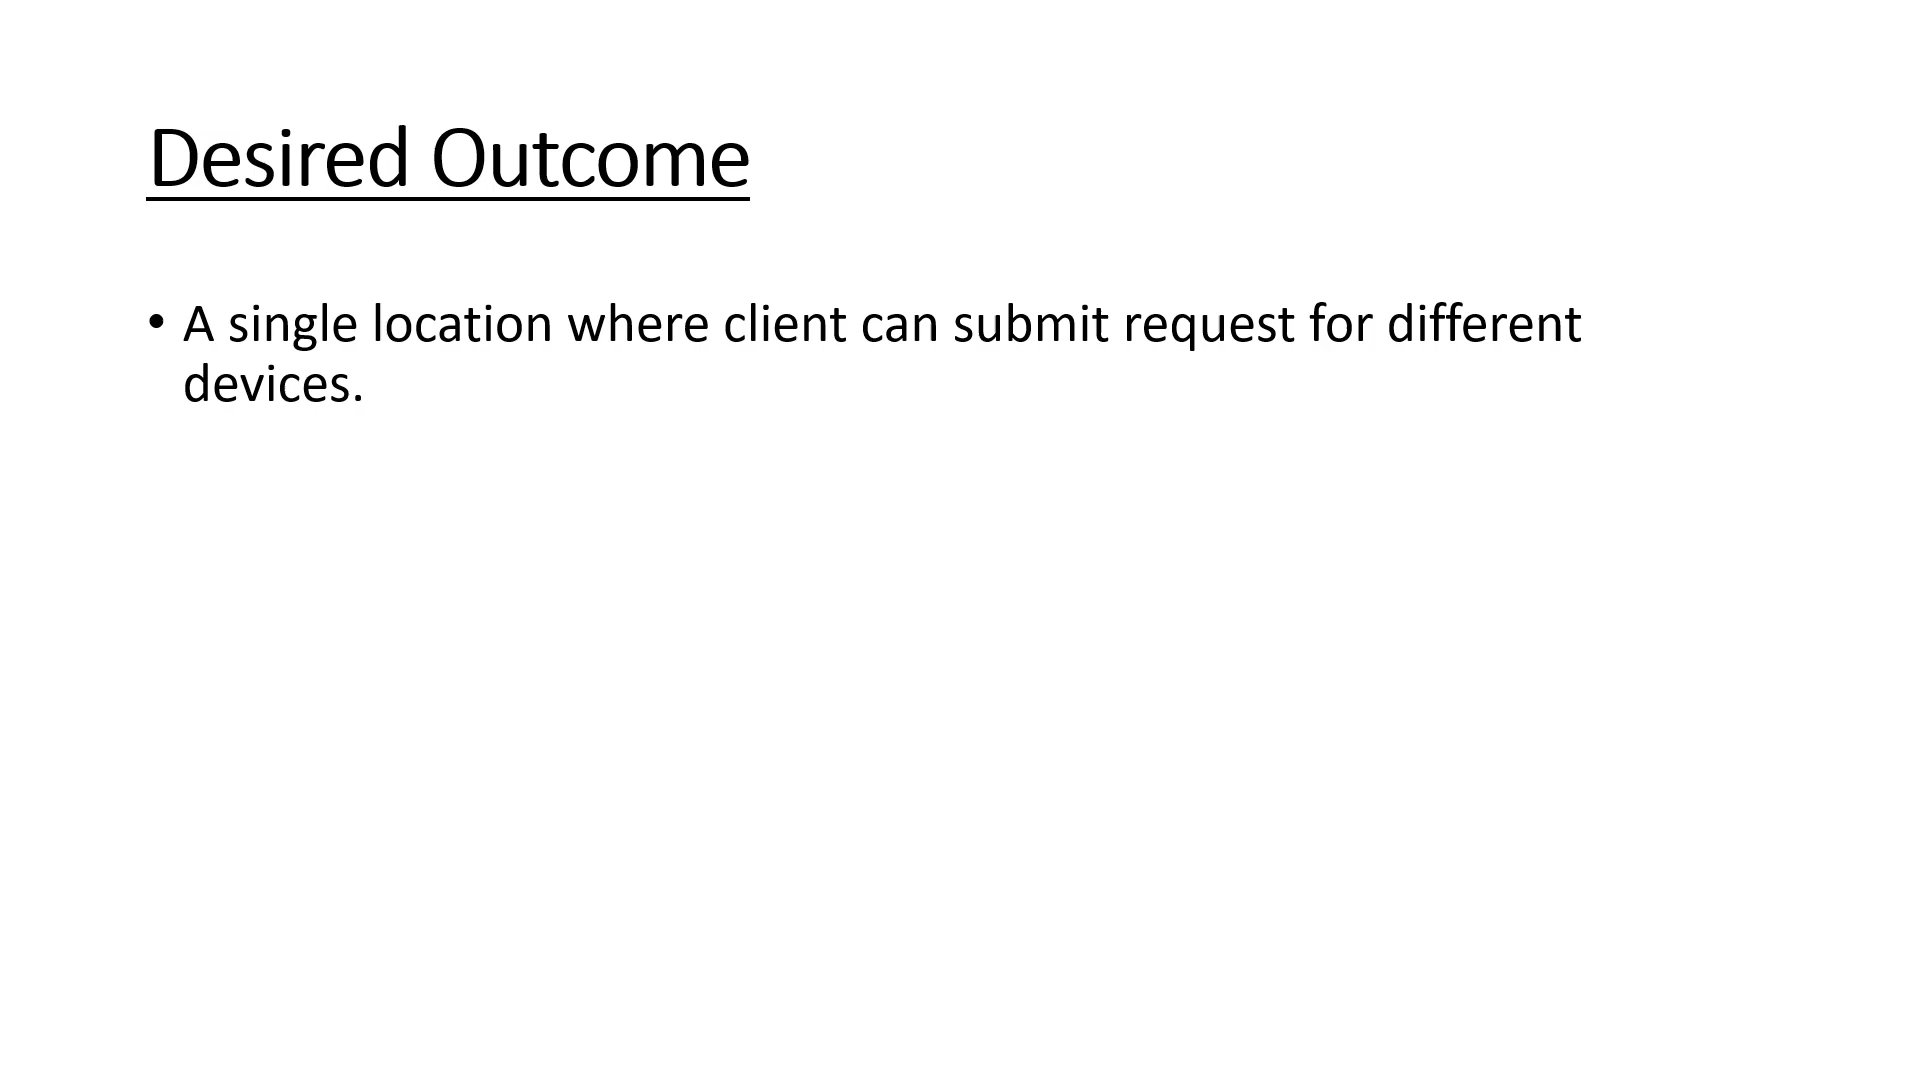 Desired Outcome
• A single location where client can submit request for different
devices.